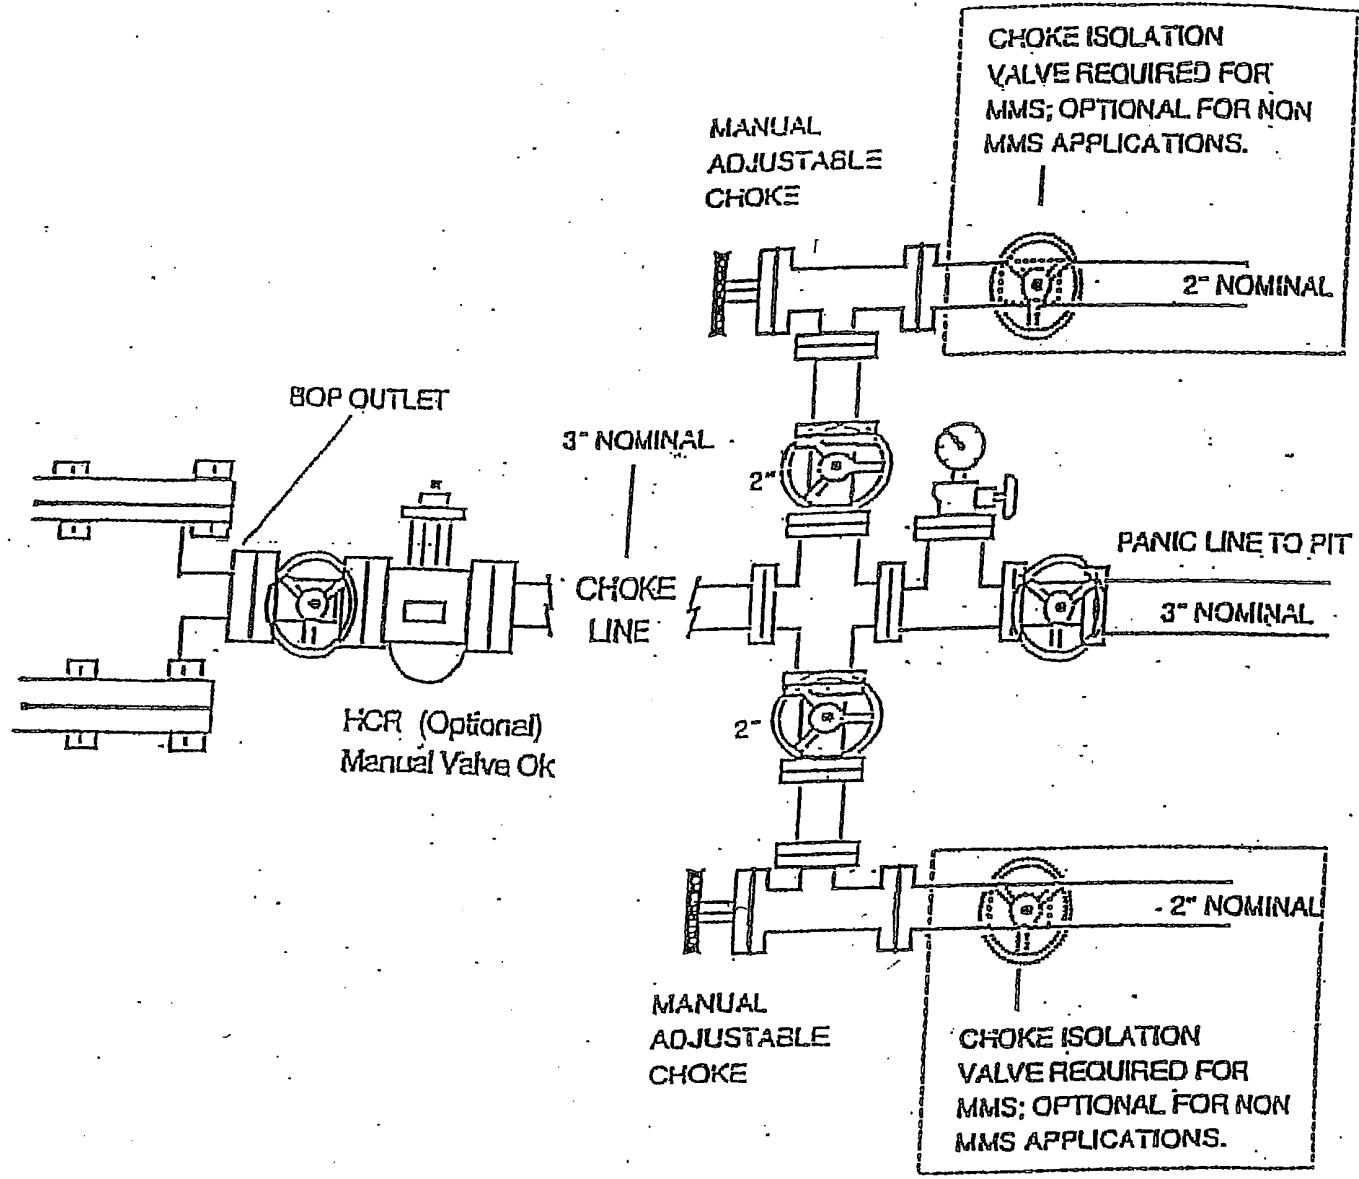 CHOKE ISOLATION
VALVE REQUIRED FOR
MMS; OPTIONAL FOR NON
MMS APPLICATIONS.
MANUAL
ADJUSTABLE
CHOKE
2" NOMINAL
BOP OUTLET
3" NOMINAL
2"
PANIC LINE TO PIT
3" NOMINAL
CHOKE
LINE
HCR (Optional)
Manual Valve Ok
2"
2" NOMINAL
MANUAL
ADJUSTABLE
CHOKE
CHOKE ISOLATION
VALVE REQUIRED FOR
MMS; OPTIONAL FOR NON
MMS APPLICATIONS.